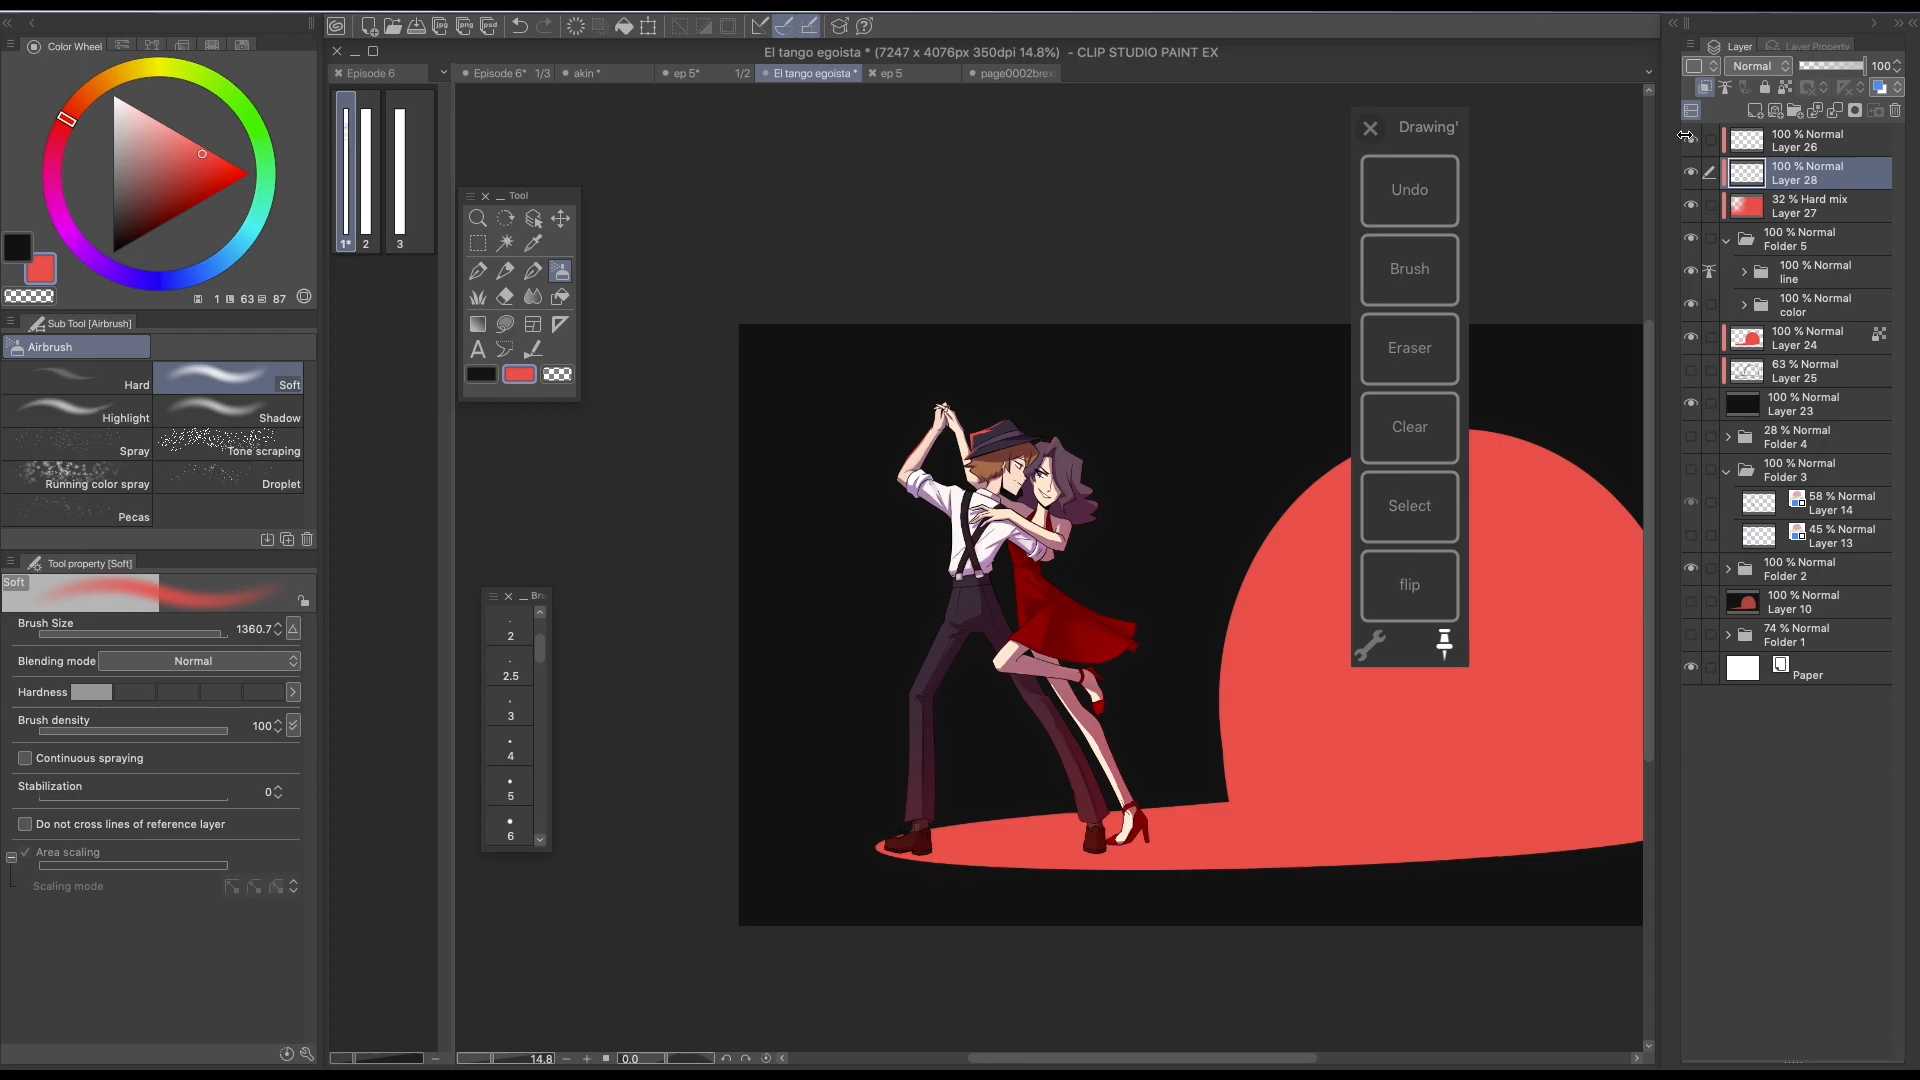 Color Wheel
El tango egoista * (7247 x 4076px 350dpi 14.8%) - CLIP STUDIO PAINT EX
Episode 6
Episode 6* 1/3
akin *
ep 5* 1/2
El tango egoista *
ep 5
1* 2 3
H 1 L 63 S 87
Sub Tool [Airbrush]
Airbrush
Hard Soft
Highlight Shadow
Spray Tone scraping
Running color spray Droplet
Pecas
Tool property [Soft]
Soft
Brush Size 1360.7
Blending mode Normal
Hardness
Brush density 100
Continuous spraying
Stabilization 0
Do not cross lines of reference layer
Area scaling
Scaling mode
Tool
Bru
2
2.5
3
4
5
6
14.8 0.0
Drawing'
Undo
Brush
Eraser
Clear
Select
flip
Layer Layer Property
Normal 100
100 % Normal
Layer 26
100 % Normal
Layer 28
32 % Hard mix
Layer 27
100 % Normal
Folder 5
100 % Normal
line
100 % Normal
color
100 % Normal
Layer 24
63 % Normal
Layer 25
100 % Normal
Layer 23
28 % Normal
Folder 4
100 % Normal
Folder 3
58 % Normal
Layer 14
45 % Normal
Layer 13
100 % Normal
Folder 2
100 % Normal
Layer 10
74 % Normal
Folder 1
Paper